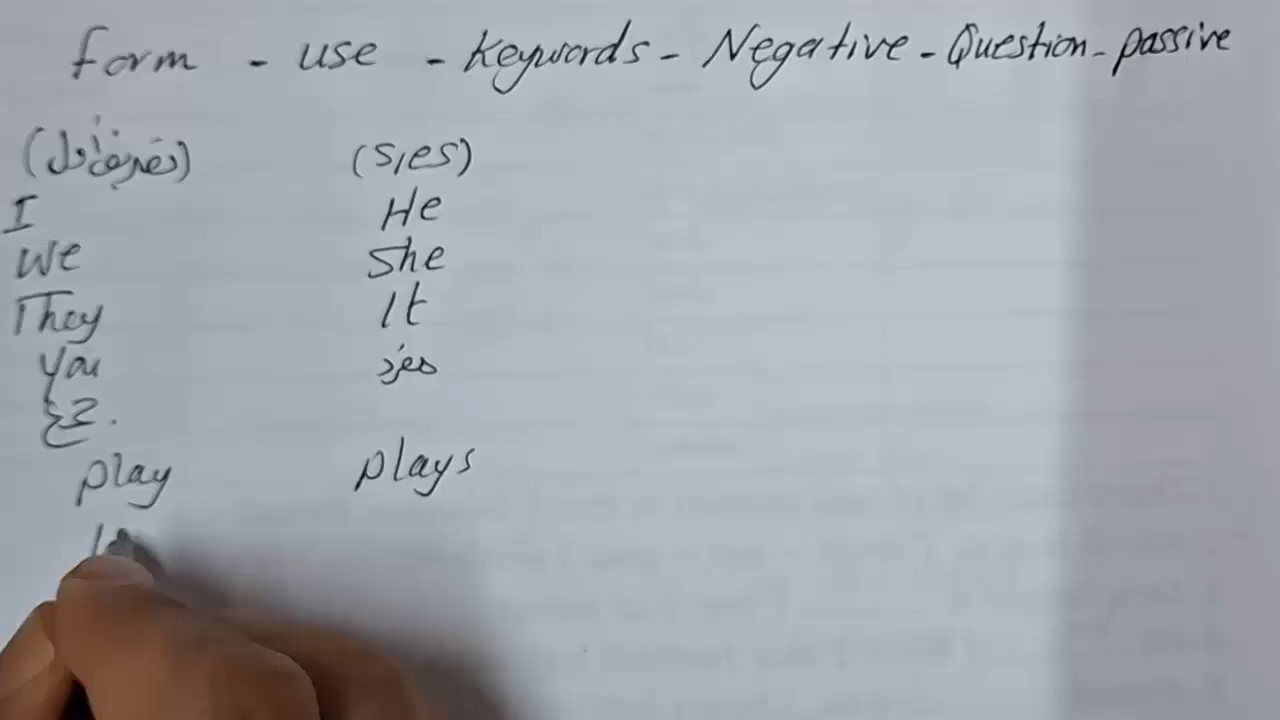 form - use - Keywords - Negative - Question - passive
(تصريف أول) (s,es)
I He
We She
They It
you مفرد
جمع.
play plays